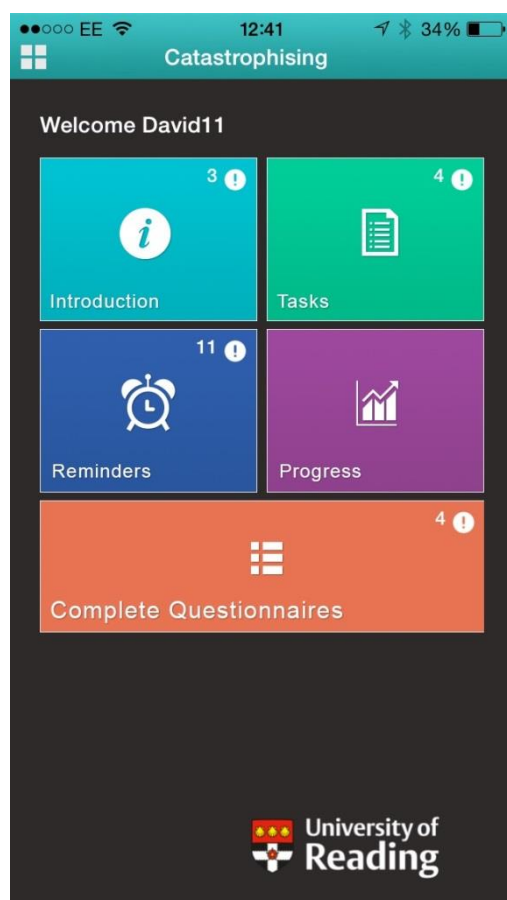 EE 12:41 34%
Catastrophising
Welcome David11
3 !
4 !
i
Introduction
Tasks
11 !
Reminders
Progress
4 !
Complete Questionnaires
University of
Reading